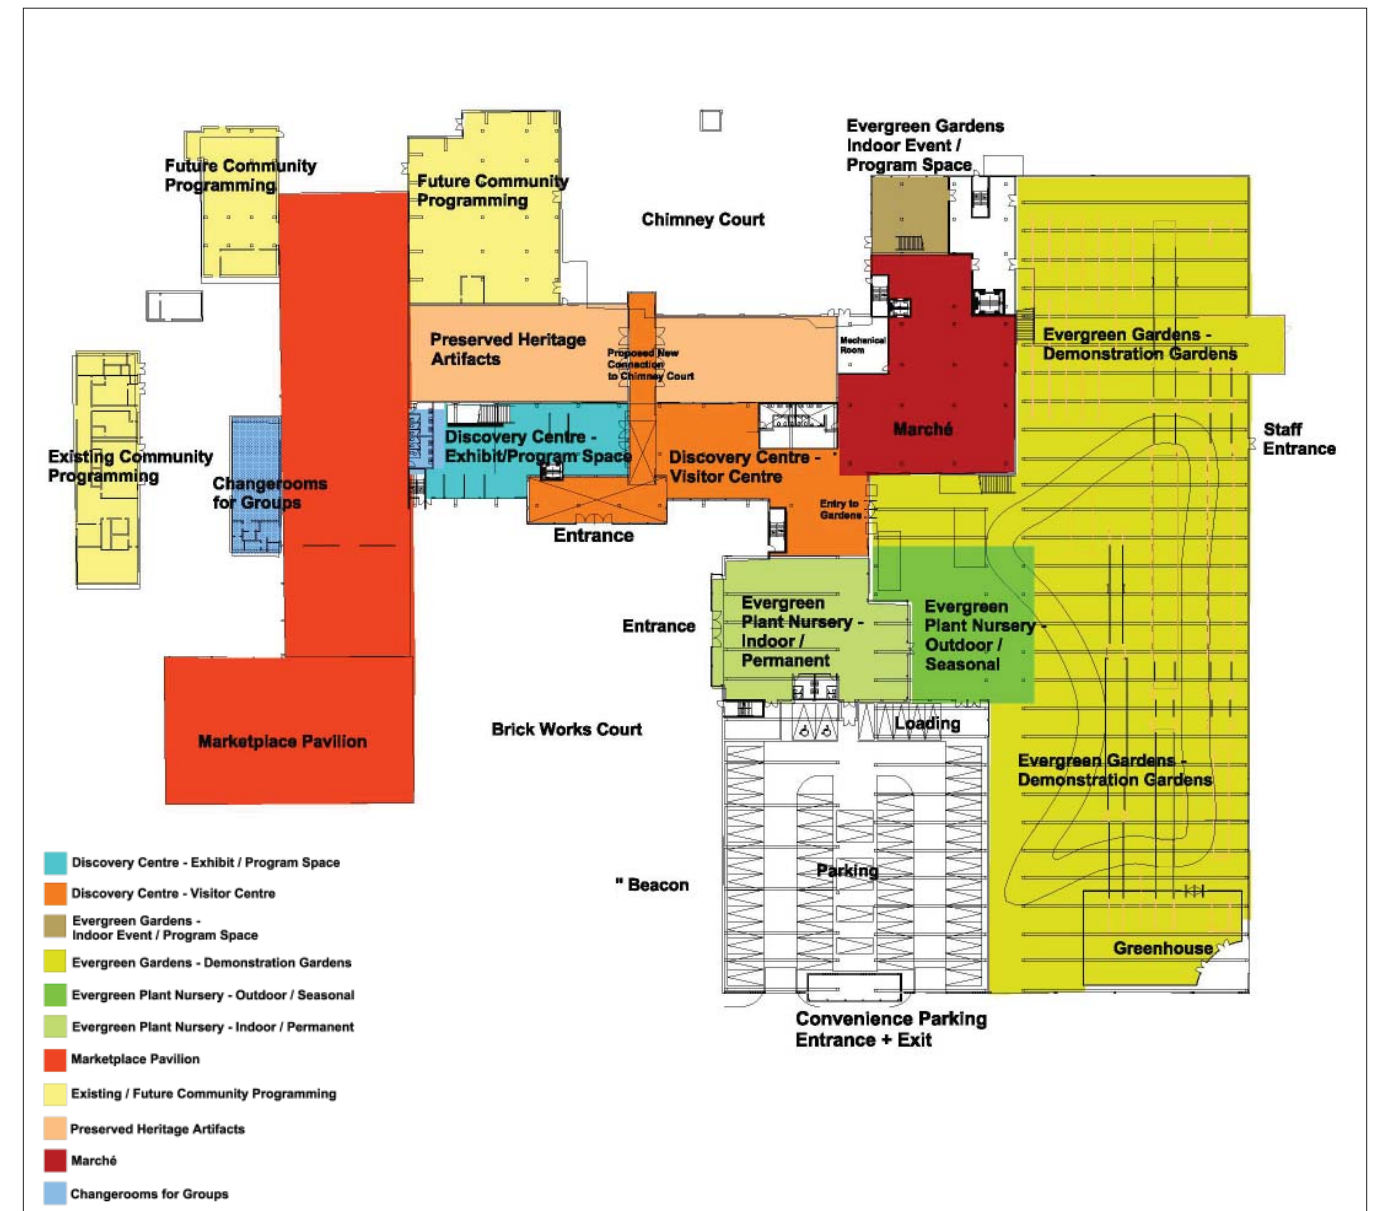 Evergreen Gardens
Indoor Event /
Program Space
Future Community
Programming
Future Community
Programming
Chimney Court
Preserved Heritage
Artifacts
Proposed New
Connection
to Chimney Court
Mechanical
Room
Evergreen Gardens -
Demonstration Gardens
Existing Community
Programming
Changerooms
for Groups
Discovery Centre -
Exhibit/Program Space
Discovery Centre -
Visitor Centre
Marché
Staff
Entrance
Entry to
Gardens
Entrance
Entrance
Evergreen
Plant Nursery -
Indoor /
Permanent
Evergreen
Plant Nursery -
Outdoor /
Seasonal
Marketplace Pavilion
Brick Works Court
Loading
Evergreen Gardens -
Demonstration Gardens
Parking
" Beacon
Greenhouse
Convenience Parking
Entrance + Exit
Discovery Centre - Exhibit / Program Space
Discovery Centre - Visitor Centre
Evergreen Gardens -
Indoor Event / Program Space
Evergreen Gardens - Demonstration Gardens
Evergreen Plant Nursery - Outdoor / Seasonal
Evergreen Plant Nursery - Indoor / Permanent
Marketplace Pavilion
Existing / Future Community Programming
Preserved Heritage Artifacts
Marché
Changerooms for Groups